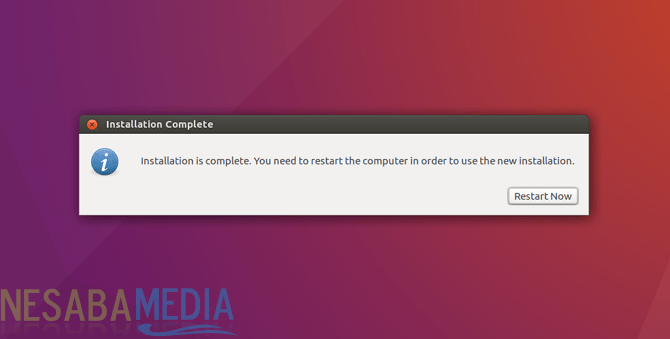 Installation Complete
Installation is complete. You need to restart the computer in order to use the new installation.
Restart Now
NESABAMEDIA